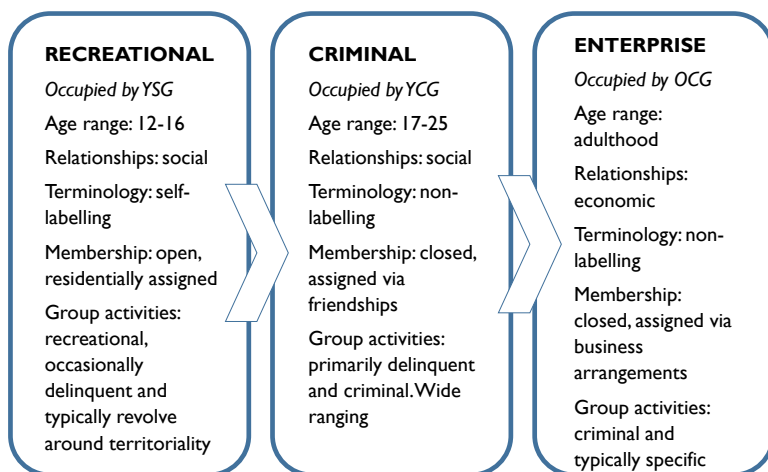 RECREATIONAL
Occupied by YSG
Age range: 12-16
Relationships: social
Terminology: self-
labelling
Membership: open,
residentially assigned
Group activities:
recreational,
occasionally
delinquent and
typically revolve
around territoriality
CRIMINAL
Occupied by YCG
Age range: 17-25
Relationships: social
Terminology: non-
labelling
Membership: closed,
assigned via
friendships
Group activities:
primarily delinquent
and criminal. Wide
ranging
ENTERPRISE
Occupied by OCG
Age range:
adulthood
Relationships:
economic
Terminology: non-
labelling
Membership:
closed, assigned via
business
arrangements
Group activities:
criminal and
typically specific